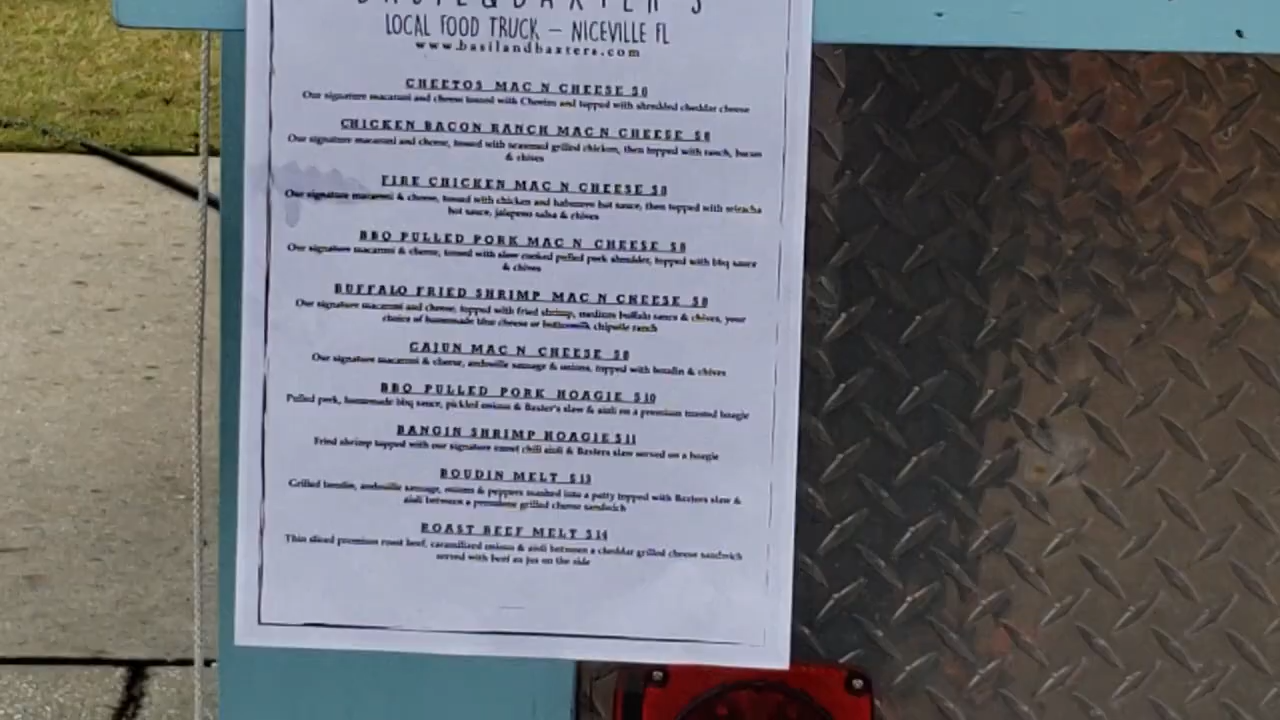 BASIL&BAXTER'S
LOCAL FOOD TRUCK – NICEVILLE FL
www.basilandbaxters.com
CHEETOS MAC N CHEESE
Our signature macaroni and cheese tossed with Cheetos and topped with shredded cheddar cheese
CHICKEN BACON RANCH MAC N CHEESE $8
Our signature macaroni and cheese, tossed with seasoned grilled chicken, then topped with ranch, bacon
& chives
FIRE CHICKEN MAC N CHEESE $8
Our signature macaroni & cheese, tossed with chicken and habanero hot sauce, then topped with sriracha
hot sauce, jalapeno salsa & chives
BBQ PULLED PORK MAC N CHEESE $8
Our signature macaroni & cheese, tossed with slow cooked pulled pork shoulder, topped with bbq sauce
& chives
BUFFALO FRIED SHRIMP MAC N CHEESE $8
Our signature macaroni and cheese, topped with fried shrimp, medium buffalo sauce & chives, your
choice of homemade blue cheese or buttermilk chipotle ranch
CAJUN MAC N CHEESE $8
Our signature macaroni & cheese, andouille sausage & onions, topped with boudin & chives
BBQ PULLED PORK HOAGIE $10
Pulled pork, homemade bbq sauce, pickled onions & Baxter's slaw & aioli on a premium toasted hoagie
BANGIN SHRIMP HOAGIE $11
Fried shrimp topped with our signature sweet chili aioli & Baxters slaw served on a hoagie
BOUDIN MELT $13
Grilled boudin, andouille sausage, onions & peppers mashed into a patty topped with Baxters slaw &
aioli between a premium grilled cheese sandwich
ROAST BEEF MELT $14
Thin sliced premium roast beef, caramelized onions & aioli between a cheddar grilled cheese sandwich
served with beef au jus on the side